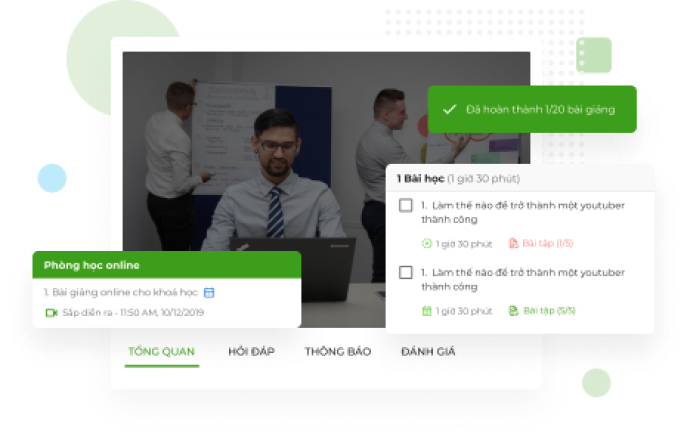 Đã hoàn thành 1/20 bài giảng
1 Bài học (1 giờ 30 phút)
1. Làm thế nào để trở thành một youtuber
thành công
1 giờ 30 phút Bài tập (1/5)
1. Làm thế nào để trở thành một youtuber
thành công
1 giờ 30 phút Bài tập (5/5)
Phòng học online
1. Bài giảng online cho khoá học
Sắp diễn ra - 11:50 AM, 10/12/2019
TỔNG QUAN HỎI ĐÁP THÔNG BÁO ĐÁNH GIÁ